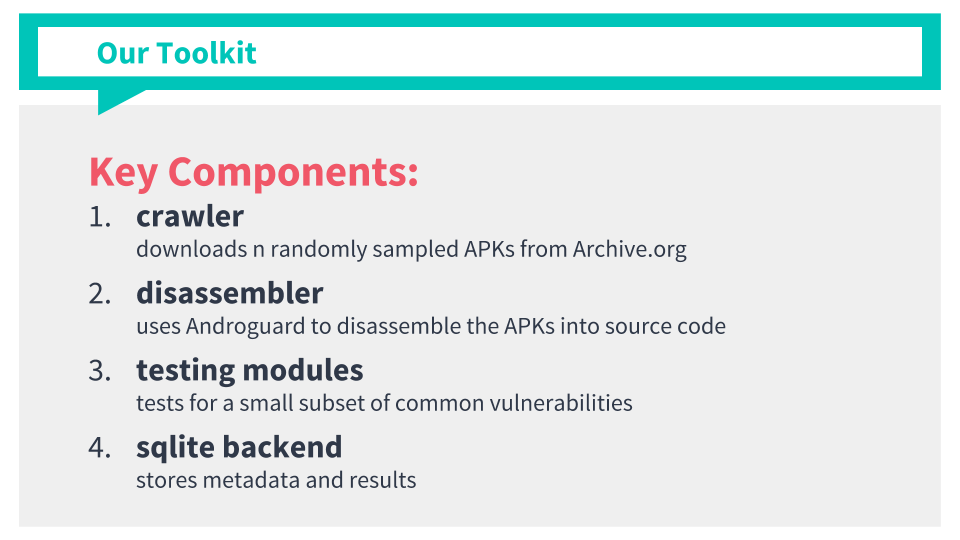 Our Toolkit
Key Components:
1. crawler
downloads n randomly sampled APKs from Archive.org
2. disassembler
uses Androguard to disassemble the APKs into source code
3. testing modules
tests for a small subset of common vulnerabilities
4. sqlite backend
stores metadata and results